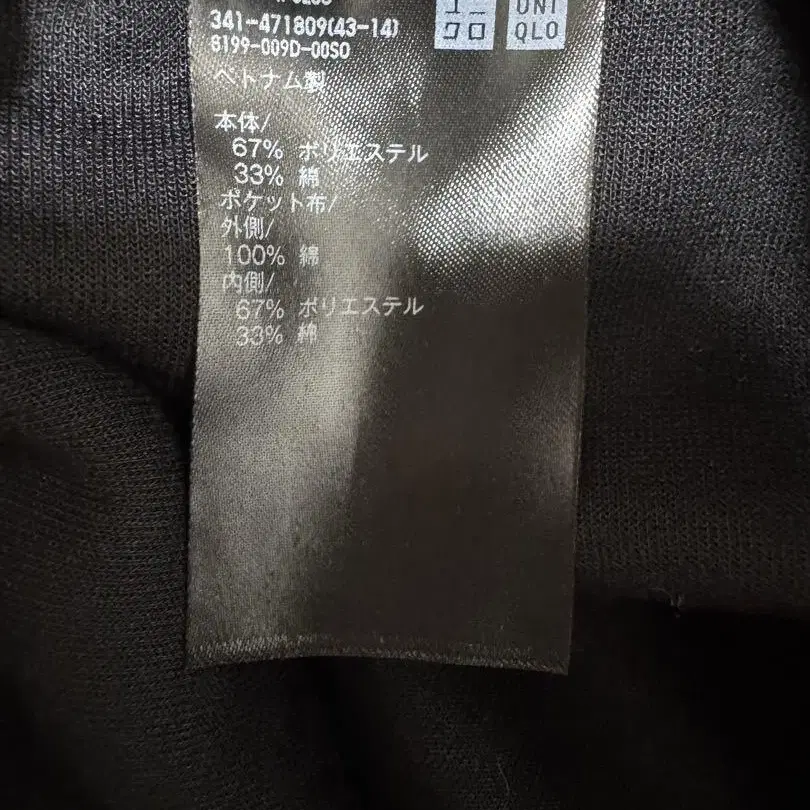 341-471809(43-14)
6199-009D-00SO
ベトナム製
本体/
67% ポリエステル
33% 綿
ポケット布/
外側/
100% 綿
内側/
67% ポリエステル
33% 綿
ユニ
クロ
UNI
QLO